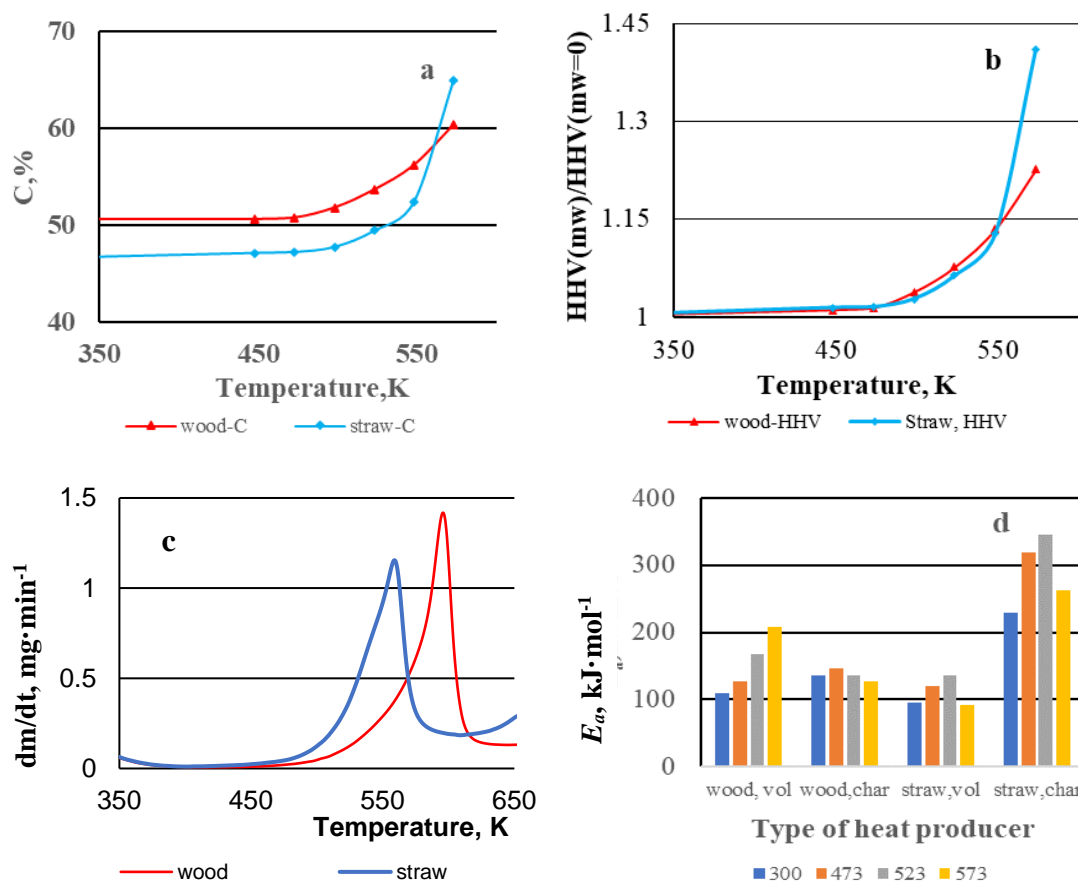 70
60
50
40
C,%
a
350
450
550
Temperature,K
wood-C
straw-C
1.45
1.3
1.15
1
HHV(mw)/HHV(mw=0)
b
350
450
550
Temperature, K
wood-HHV
Straw, HHV
1.5
1
0.5
0
dm/dt, mg·min⁻¹
c
350
450
550
650
Temperature, K
wood
straw
400
300
200
100
0
Eₐ, kJ·mol⁻¹
d
wood, vol
wood,char
straw,vol
straw,char
Type of heat producer
300
473
523
573